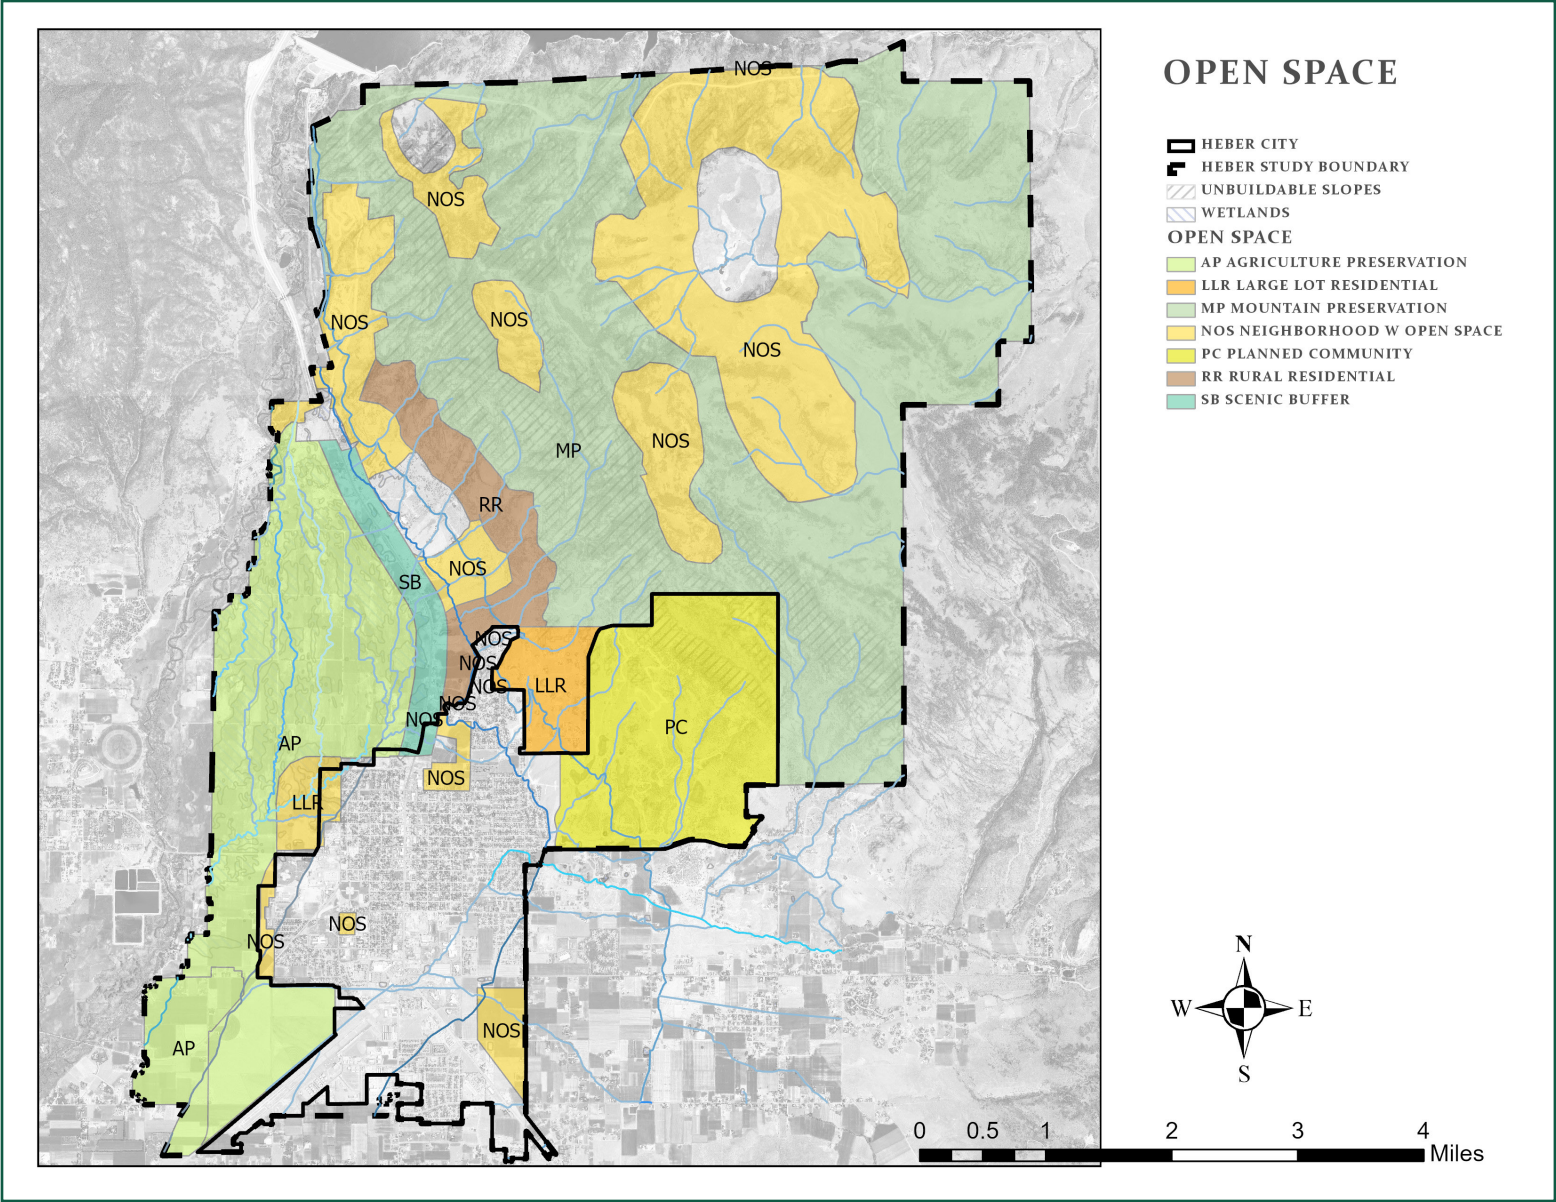 OPEN SPACE
HEBER CITY
HEBER STUDY BOUNDARY
UNBUILDABLE SLOPES
WETLANDS
OPEN SPACE
AP AGRICULTURE PRESERVATION
LLR LARGE LOT RESIDENTIAL
MP MOUNTAIN PRESERVATION
NOS NEIGHBORHOOD W OPEN SPACE
PC PLANNED COMMUNITY
RR RURAL RESIDENTIAL
SB SCENIC BUFFER
NOS
NOS
NOS
NOS
NOS
NOS
MP
RR
NOS
SB
NOS
NOS
NOS
LLR
NOS
NOS
PC
AP
NOS
LLR
NOS
NOS
NOS
AP
N
W E
S
0 0.5 1 2 3 4
Miles